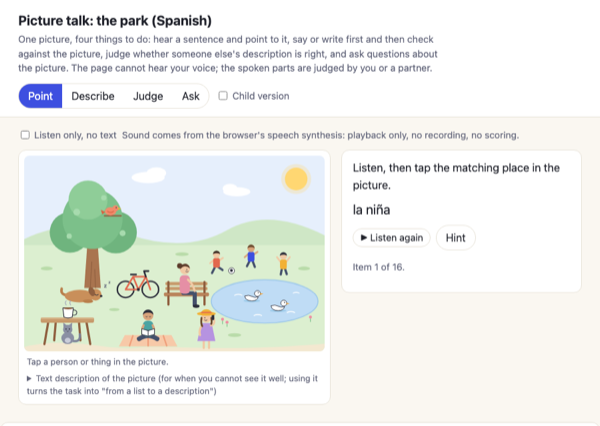 Picture talk: the park (Spanish)
One picture, four things to do: hear a sentence and point to it, say or write first and then check
against the picture, judge whether someone else's description is right, and ask questions about
the picture. The page cannot hear your voice; the spoken parts are judged by you or a partner.
Point Describe Judge Ask Child version
Listen only, no text Sound comes from the browser's speech synthesis: playback only, no recording, no scoring.
Tap a person or thing in the picture.
▶ Text description of the picture (for when you cannot see it well; using it
turns the task into "from a list to a description")
Listen, then tap the matching place in the
picture.
la niña
▶ Listen again Hint
Item 1 of 16.